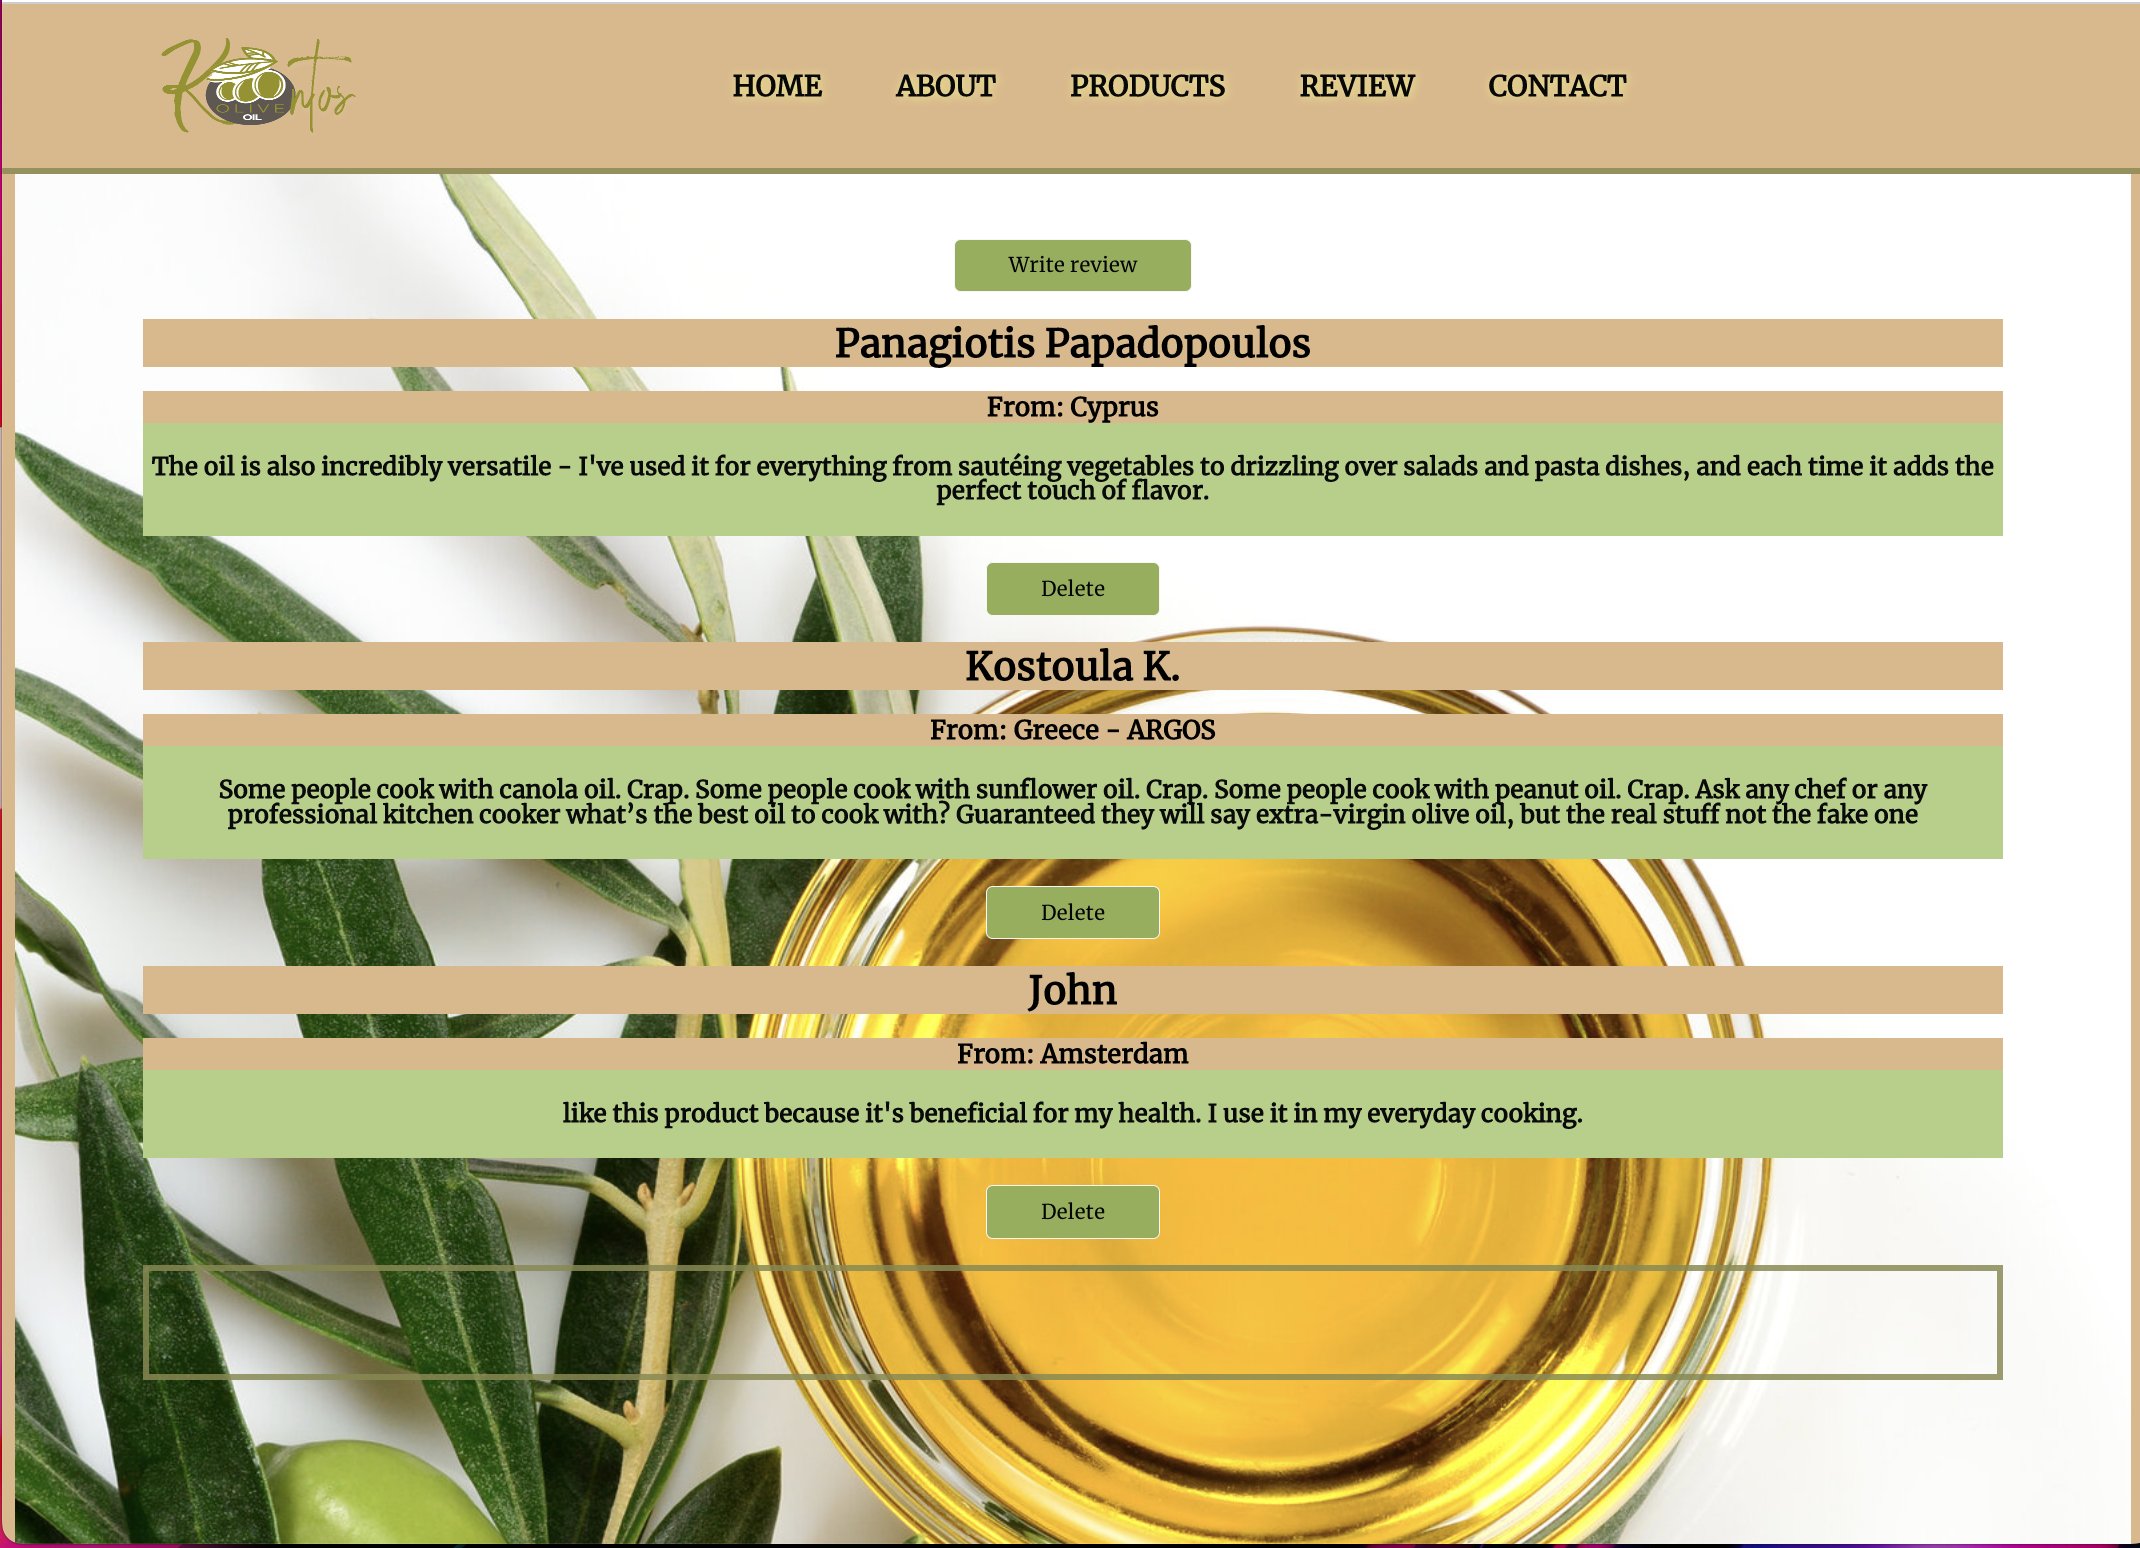 Kontos
OLIVE
OIL
HOME ABOUT PRODUCTS REVIEW CONTACT
Write review
Panagiotis Papadopoulos
From: Cyprus
The oil is also incredibly versatile - I've used it for everything from sautéing vegetables to drizzling over salads and pasta dishes, and each time it adds the
perfect touch of flavor.
Delete
Kostoula K.
From: Greece - ARGOS
Some people cook with canola oil. Crap. Some people cook with sunflower oil. Crap. Some people cook with peanut oil. Crap. Ask any chef or any
professional kitchen cooker what’s the best oil to cook with? Guaranteed they will say extra-virgin olive oil, but the real stuff not the fake one
Delete
John
From: Amsterdam
like this product because it's beneficial for my health. I use it in my everyday cooking.
Delete